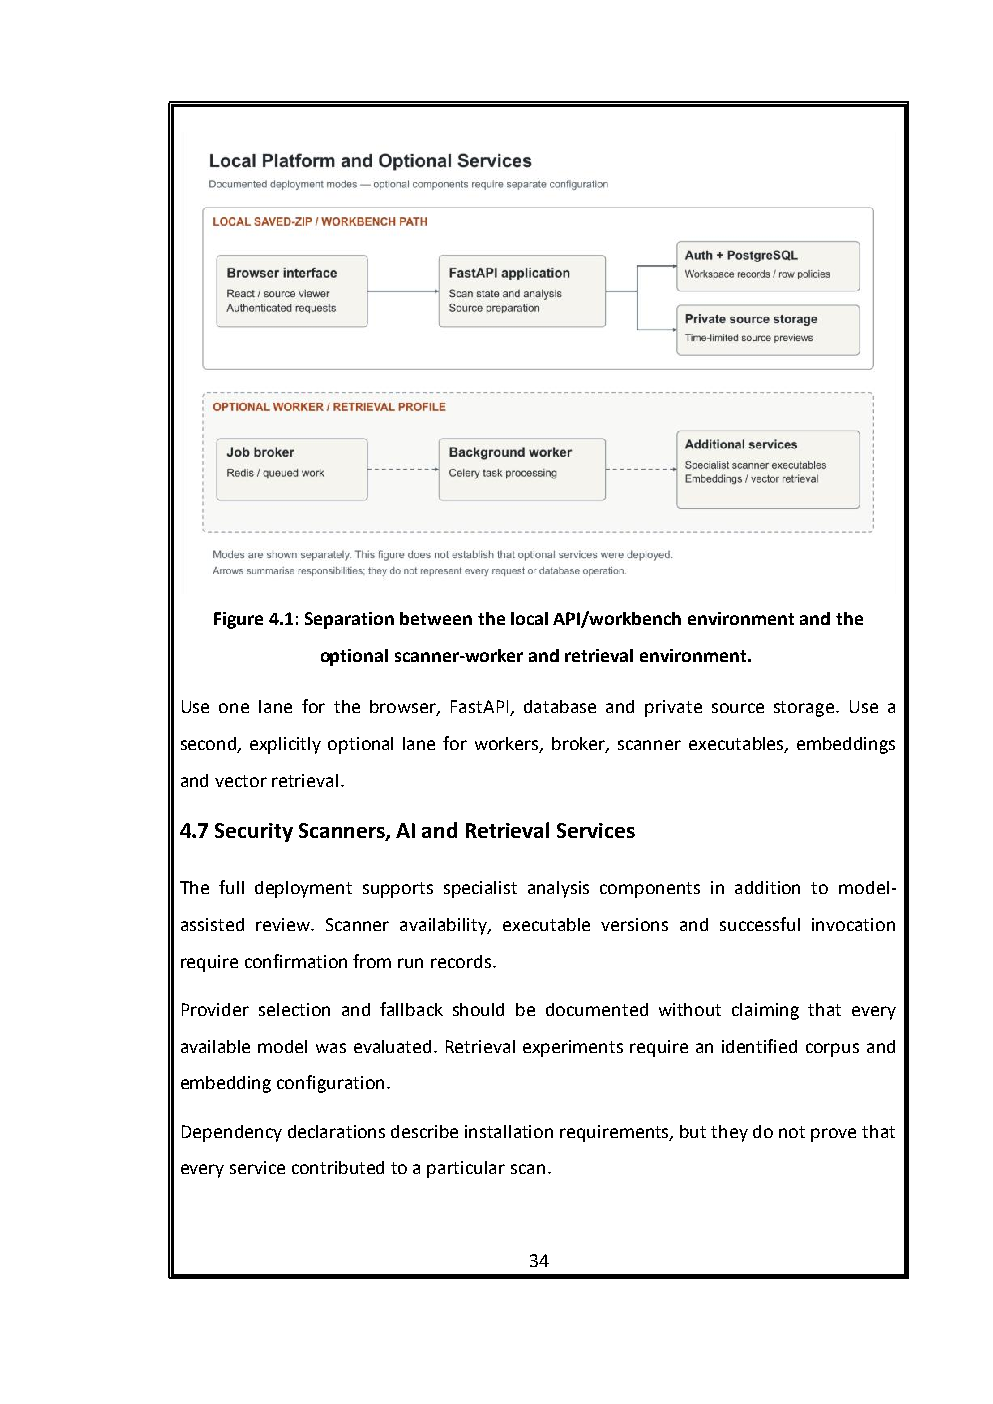 Local Platform and Optional Services
Documented deployment modes — optional components require separate configuration
LOCAL SAVED-ZIP / WORKBENCH PATH
Browser interface
React / source viewer
Authenticated requests
FastAPI application
Scan state and analysis
Source preparation
Auth + PostgreSQL
Workspace records / row policies
Private source storage
Time-limited source previews
OPTIONAL WORKER / RETRIEVAL PROFILE
Job broker
Redis / queued work
Background worker
Celery task processing
Additional services
Specialist scanner executables
Embeddings / vector retrieval
Modes are shown separately. This figure does not establish that optional services were deployed.
Arrows summarise responsibilities; they do not represent every request or database operation.
Figure 4.1: Separation between the local API/workbench environment and the
optional scanner-worker and retrieval environment.
Use one lane for the browser, FastAPI, database and private source storage. Use a
second, explicitly optional lane for workers, broker, scanner executables, embeddings
and vector retrieval.
4.7 Security Scanners, AI and Retrieval Services
The full deployment supports specialist analysis components in addition to model-
assisted review. Scanner availability, executable versions and successful invocation
require confirmation from run records.
Provider selection and fallback should be documented without claiming that every
available model was evaluated. Retrieval experiments require an identified corpus and
embedding configuration.
Dependency declarations describe installation requirements, but they do not prove that
every service contributed to a particular scan.
34